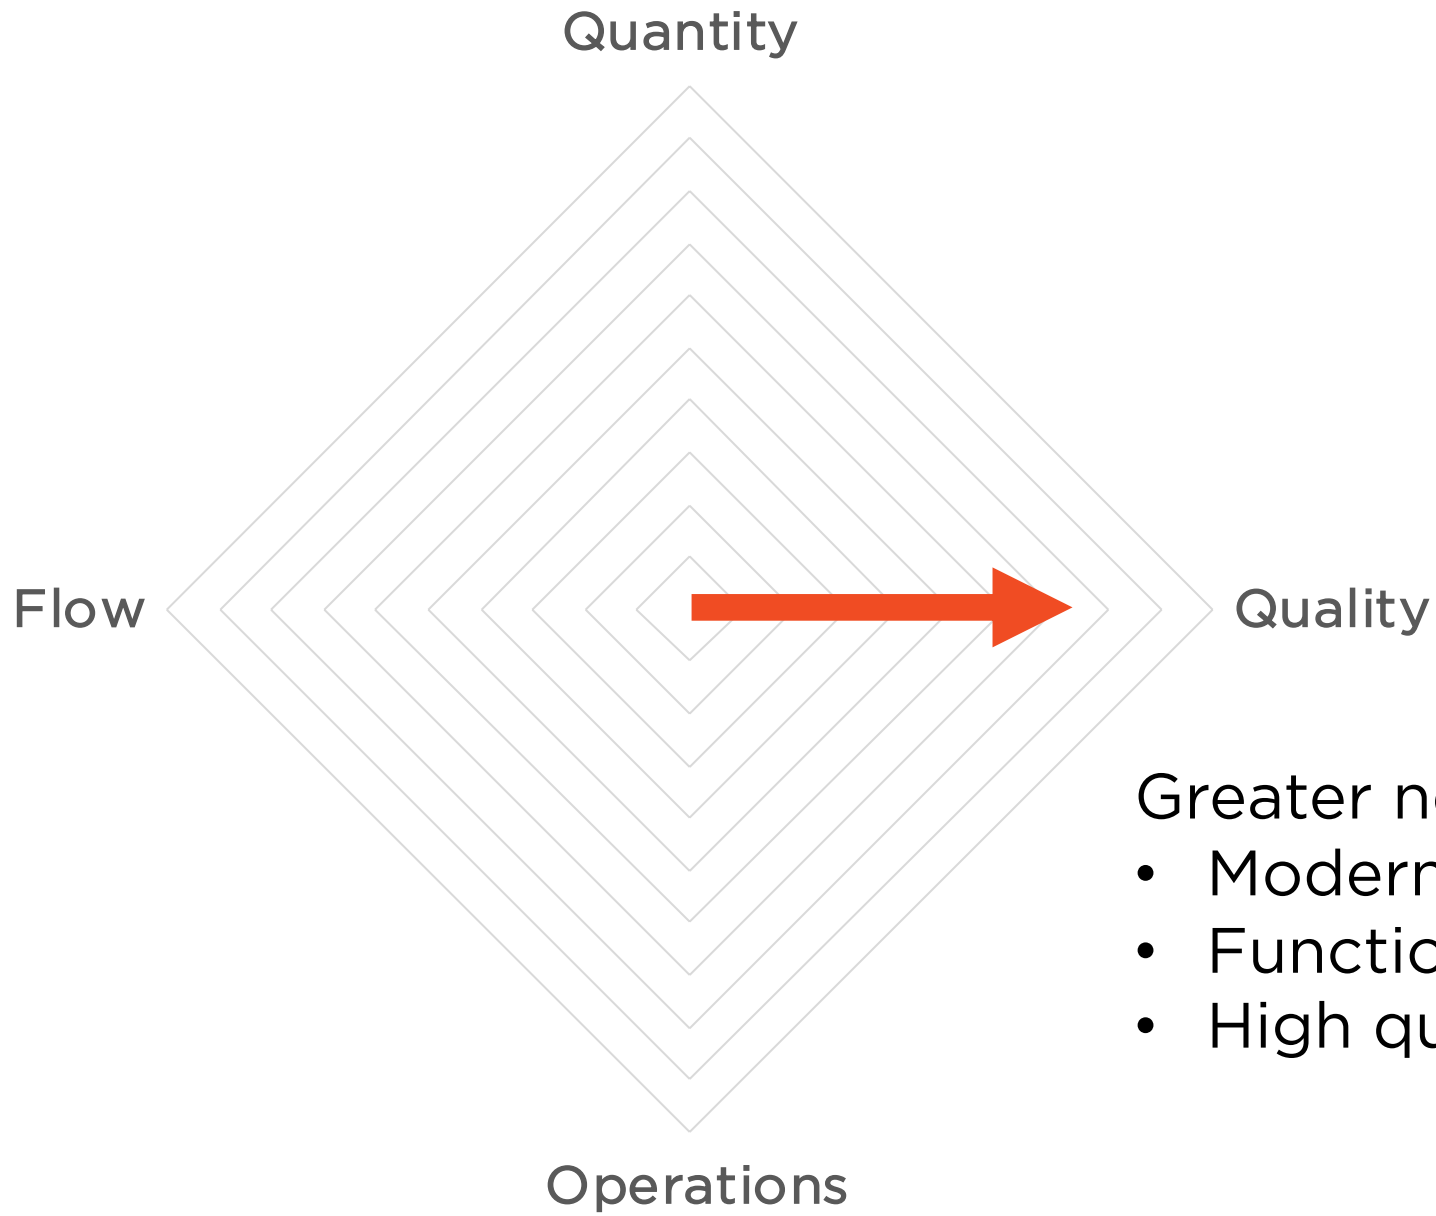 Quantity
Flow
Quality
Greater
• Modern
• Functio
• High qu
Operations